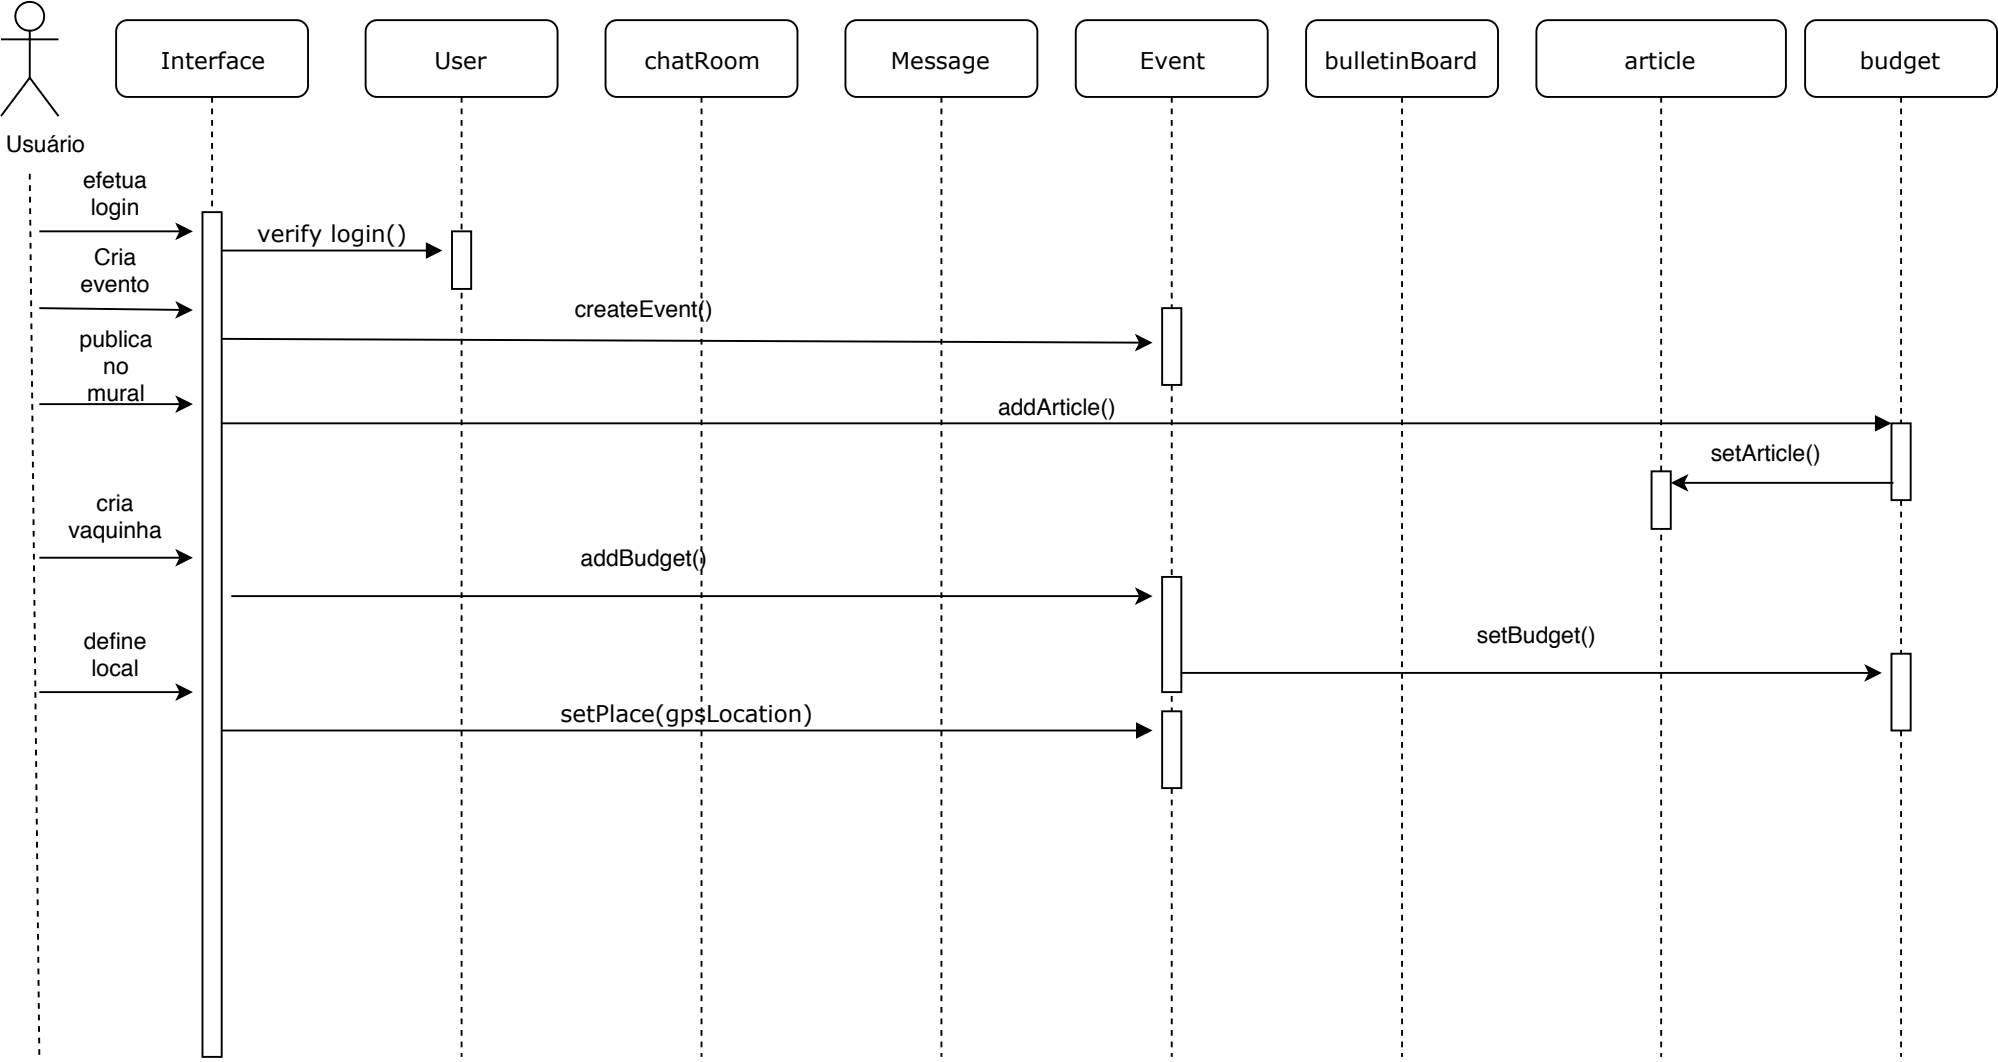 Interface
User
chatRoom
Message
Event
bulletinBoard
article
budget
Usuário
efetua
login
verify login()
Cria
evento
createEvent()
publica
no
mural
addArticle()
setArticle()
cria
vaquinha
addBudget()
define
local
setBudget()
setPlace(gpsLocation)